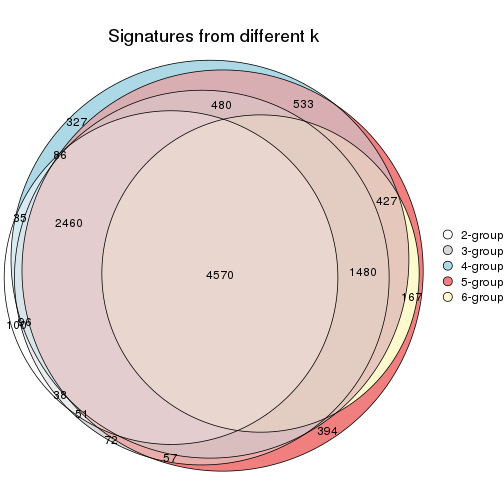 Signatures from different k
480
533
327
86
427
35
2460
4570
1480
167
100
96
38
51
72
57
394
2-group
3-group
4-group
5-group
6-group